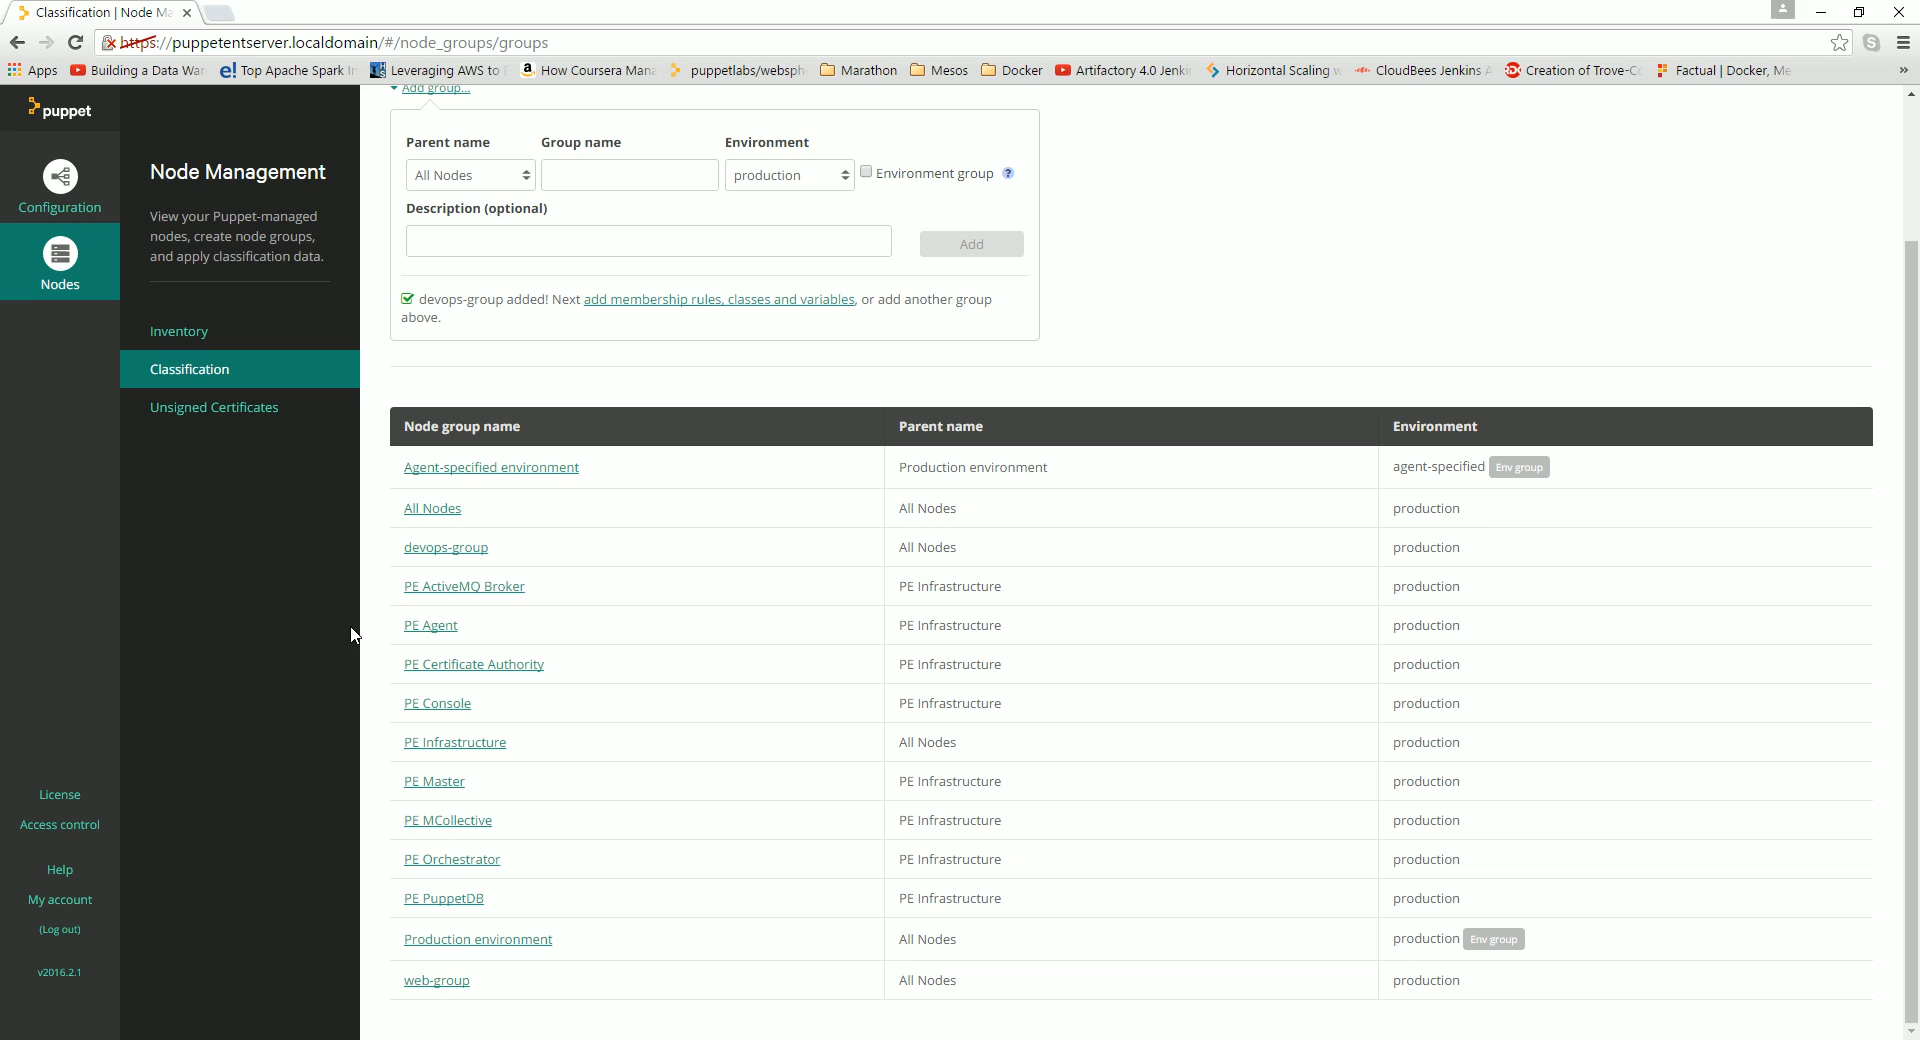 Classification | Node Ma
https://puppetentserver.localdomain/#/node_groups/groups
Apps Building a Data War Top Apache Spark In Leveraging AWS to How Coursera Mana puppetlabs/websph Marathon Mesos Docker Artifactory 4.0 Jenki Horizontal Scaling w CloudBees Jenkins Creation of Trove-Co Factual | Docker, Me »
puppet
Configuration
Nodes
License
Access control
Help
My account
(Log out)
v2016.2.1
Node Management
View your Puppet-managed
nodes, create node groups,
and apply classification data.
Inventory
Classification
Unsigned Certificates
Add group...
Parent name Group name Environment
All Nodes production Environment group ?
Description (optional)
Add
devops-group added! Next add membership rules, classes and variables, or add another group
above.
Node group name Parent name Environment
Agent-specified environment Production environment agent-specified Env group
All Nodes All Nodes production
devops-group All Nodes production
PE ActiveMQ Broker PE Infrastructure production
PE Agent PE Infrastructure production
PE Certificate Authority PE Infrastructure production
PE Console PE Infrastructure production
PE Infrastructure All Nodes production
PE Master PE Infrastructure production
PE MCollective PE Infrastructure production
PE Orchestrator PE Infrastructure production
PE PuppetDB PE Infrastructure production
Production environment All Nodes production Env group
web-group All Nodes production